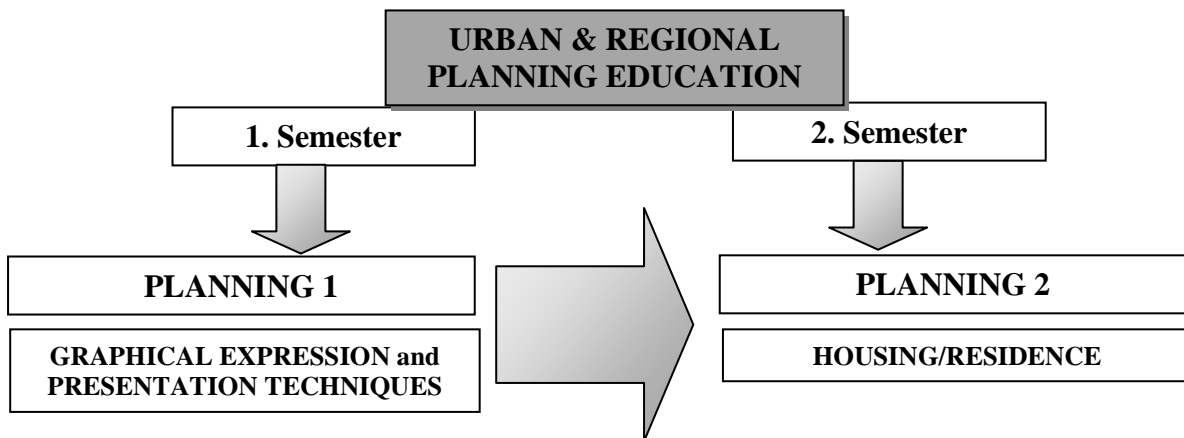 URBAN & REGIONAL
PLANNING EDUCATION
1. Semester
2. Semester
PLANNING 1
PLANNING 2
GRAPHICAL EXPRESSION and
PRESENTATION TECHNIQUES
HOUSING/RESIDENCE